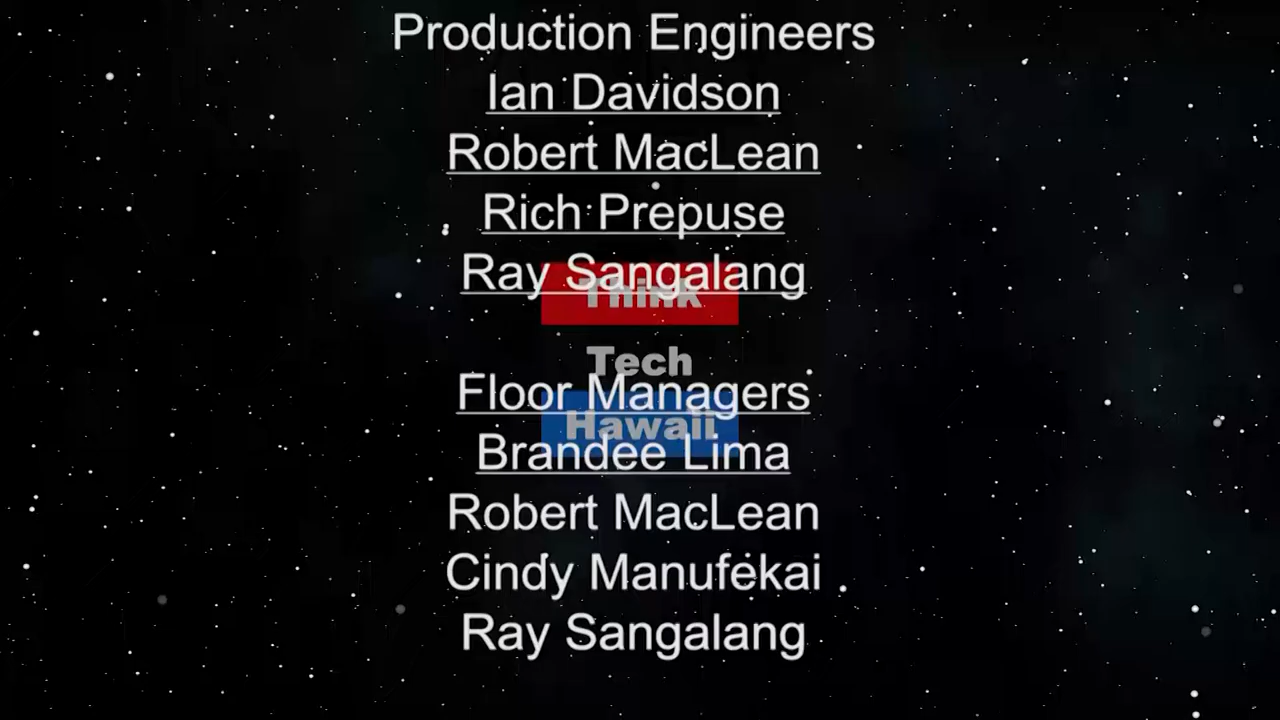 Production Engineers
Ian Davidson
Robert MacLean
Rich Prepuse
Ray Sangalang
Think
Tech
Floor Managers
Hawaii
Brandee Lima
Robert MacLean
Cindy Manufekai
Ray Sangalang